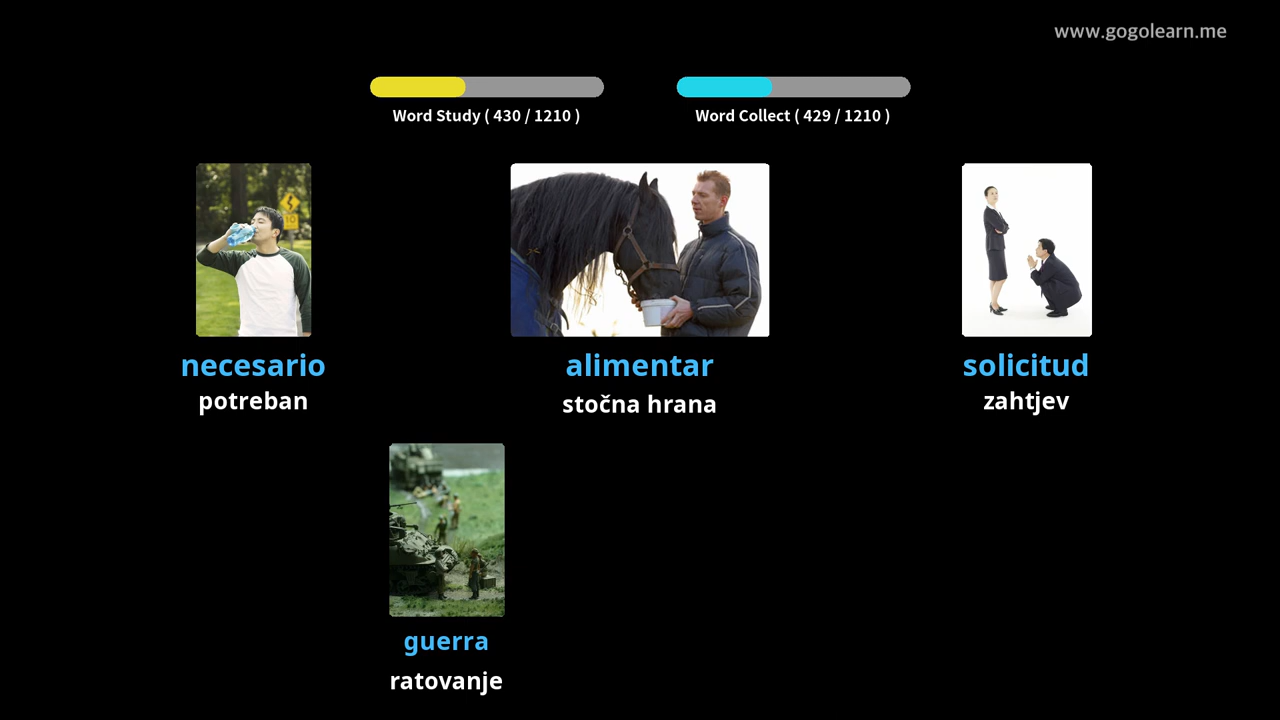 www.gogolearn.me
Word Study ( 430 / 1210 )
Word Collect ( 429 / 1210 )
necesario
potreban
alimentar
stočna hrana
solicitud
zahtjev
guerra
ratovanje